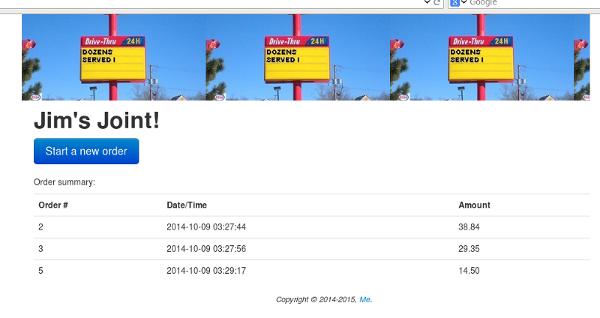 Google
Drive-Thru 24H Drive-Thru 24H Drive-Thru 24H
DOZENS DOZENS DOZENS
SERVED ! SERVED ! SERVED !
Jim's Joint!
Start a new order
Order summary:
Order # Date/Time Amount
2 2014-10-09 03:27:44 38.84
3 2014-10-09 03:27:56 29.35
5 2014-10-09 03:29:17 14.50
Copyright © 2014-2015, Me.